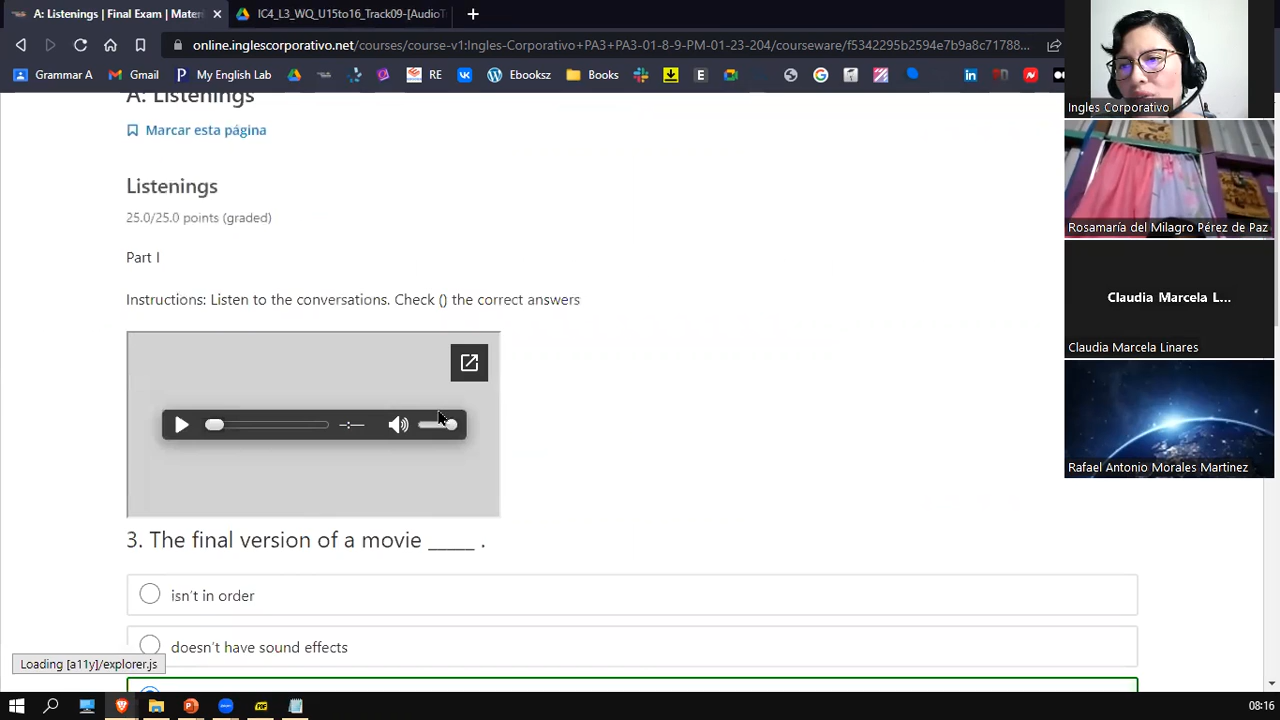 A: Listenings | Final Exam | Mater
IC4_L3_WQ_U15to16_Track09-[AudioT
online.inglescorporativo.net/courses/course-v1:Ingles-Corporativo+PA3+PA3-01-8-9-PM-01-23-204/courseware/f5342295b2594e7b9a8c71788...
Grammar A
Gmail
My English Lab
RE
Ebooksz
Books
A: Listenings
Marcar esta página
Listenings
25.0/25.0 points (graded)
Part I
Instructions: Listen to the conversations. Check () the correct answers
-:--
3. The final version of a movie _____ .
isn't in order
doesn't have sound effects
Loading [a11y]/explorer.js
Ingles Corporativo
Rosamaría del Milagro Pérez de Paz
Claudia Marcela L...
Claudia Marcela Linares
Rafael Antonio Morales Martinez
08:16